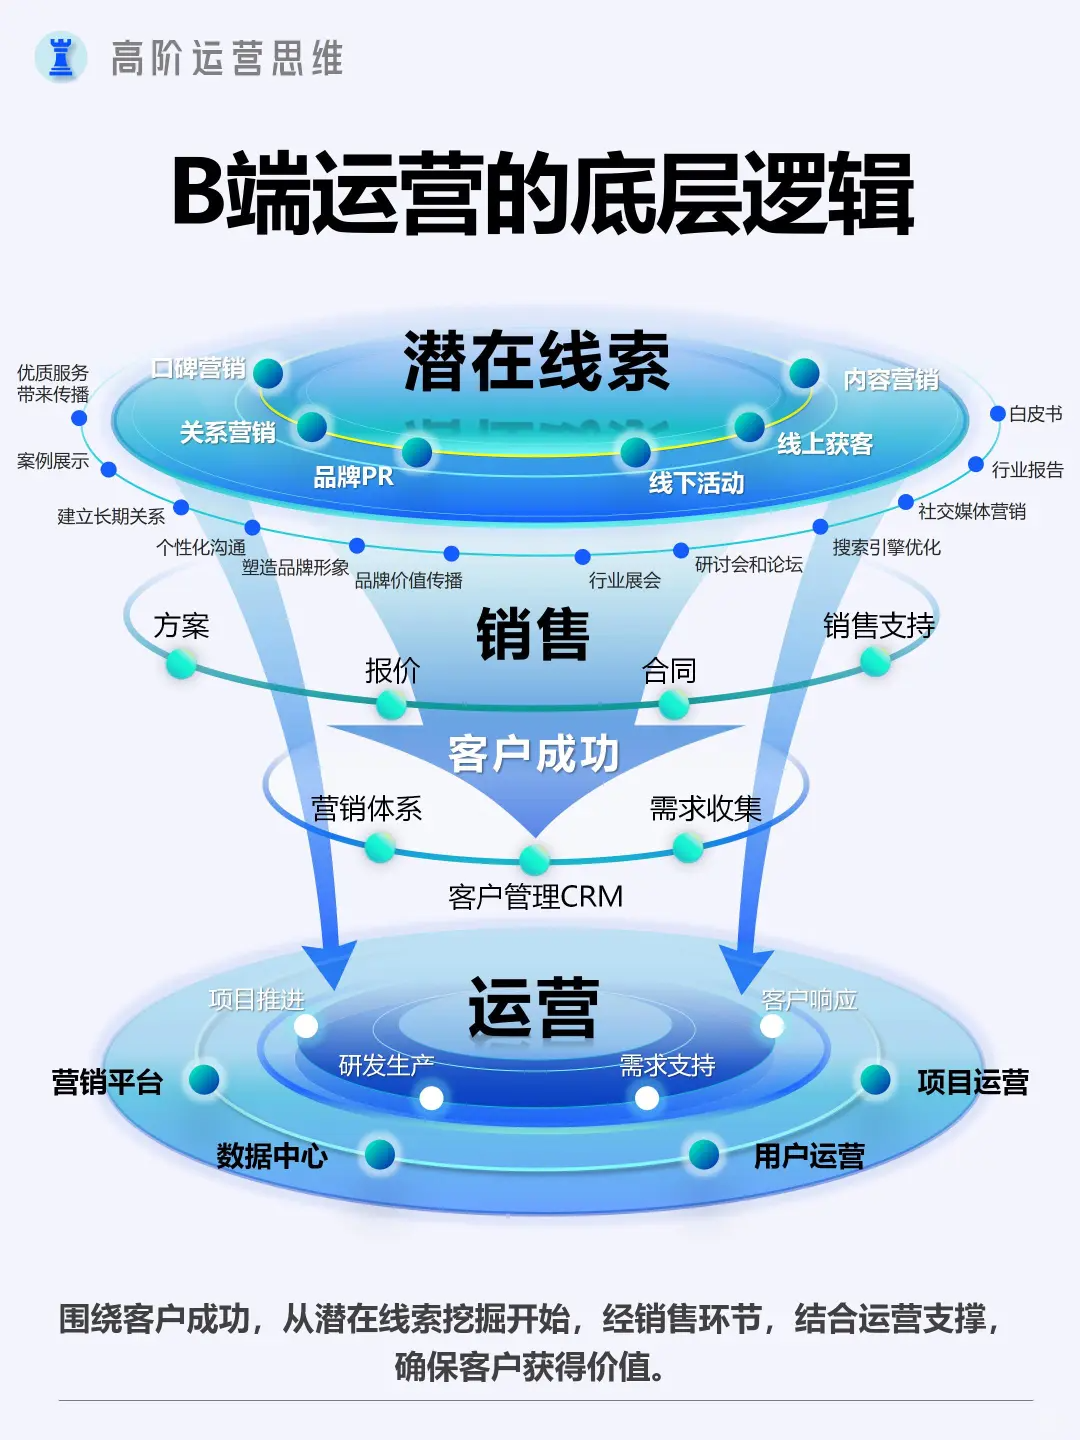 高阶运营思维
B端运营的底层逻辑
潜在线索
口碑营销
内容营销
关系营销
线上获客
品牌PR
线下活动
优质服务
带来传播
案例展示
建立长期关系
个性化沟通
塑造品牌形象
品牌价值传播
行业展会
研讨会和论坛
搜索引擎优化
社交媒体营销
行业报告
白皮书
销售
方案
报价
合同
销售支持
客户成功
营销体系
需求收集
客户管理CRM
运营
项目推进
客户响应
研发生产
需求支持
营销平台
项目运营
数据中心
用户运营
围绕客户成功，从潜在线索挖掘开始，经销售环节，结合运营支撑，
确保客户获得价值。